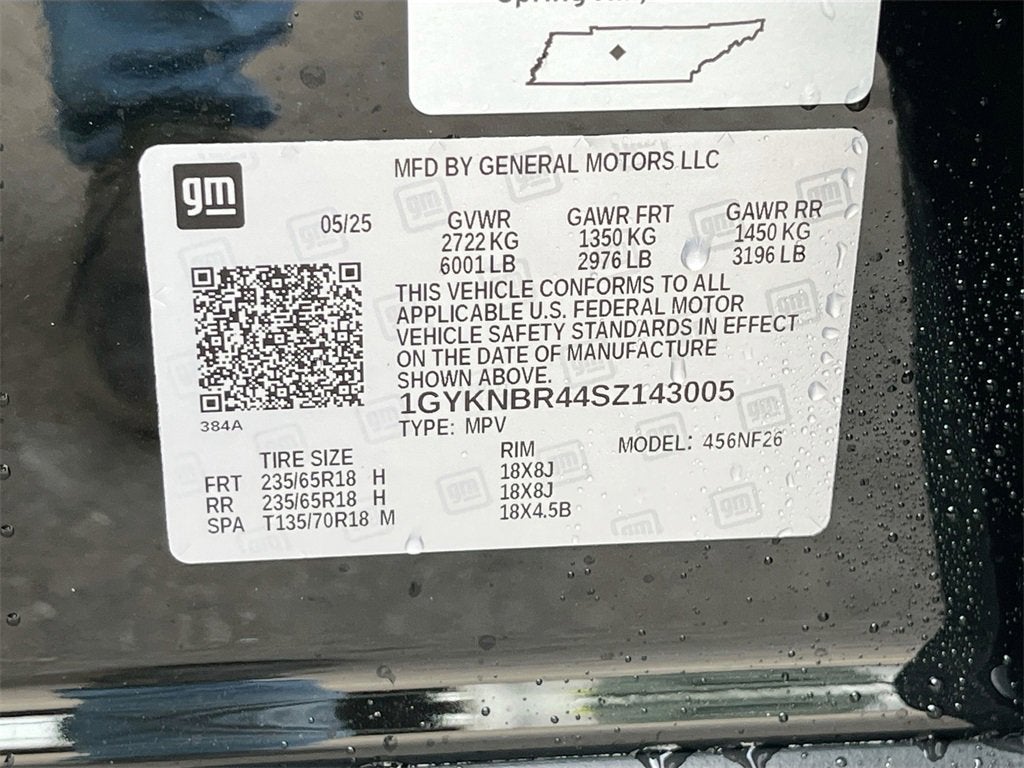 Spring Hill,
gm
MFD BY GENERAL MOTORS LLC
05/25
GVWR
2722 KG
6001 LB
GAWR FRT
1350 KG
2976 LB
GAWR RR
1450 KG
3196 LB
THIS VEHICLE CONFORMS TO ALL
APPLICABLE U.S. FEDERAL MOTOR
VEHICLE SAFETY STANDARDS IN EFFECT
ON THE DATE OF MANUFACTURE
SHOWN ABOVE.
1GYKNBR44SZ143005
TYPE: MPV
MODEL: 456NF26
384A
TIRE SIZE RIM
FRT 235/65R18 H 18X8J
RR 235/65R18 H 18X8J
SPA T135/70R18 M 18X4.5B